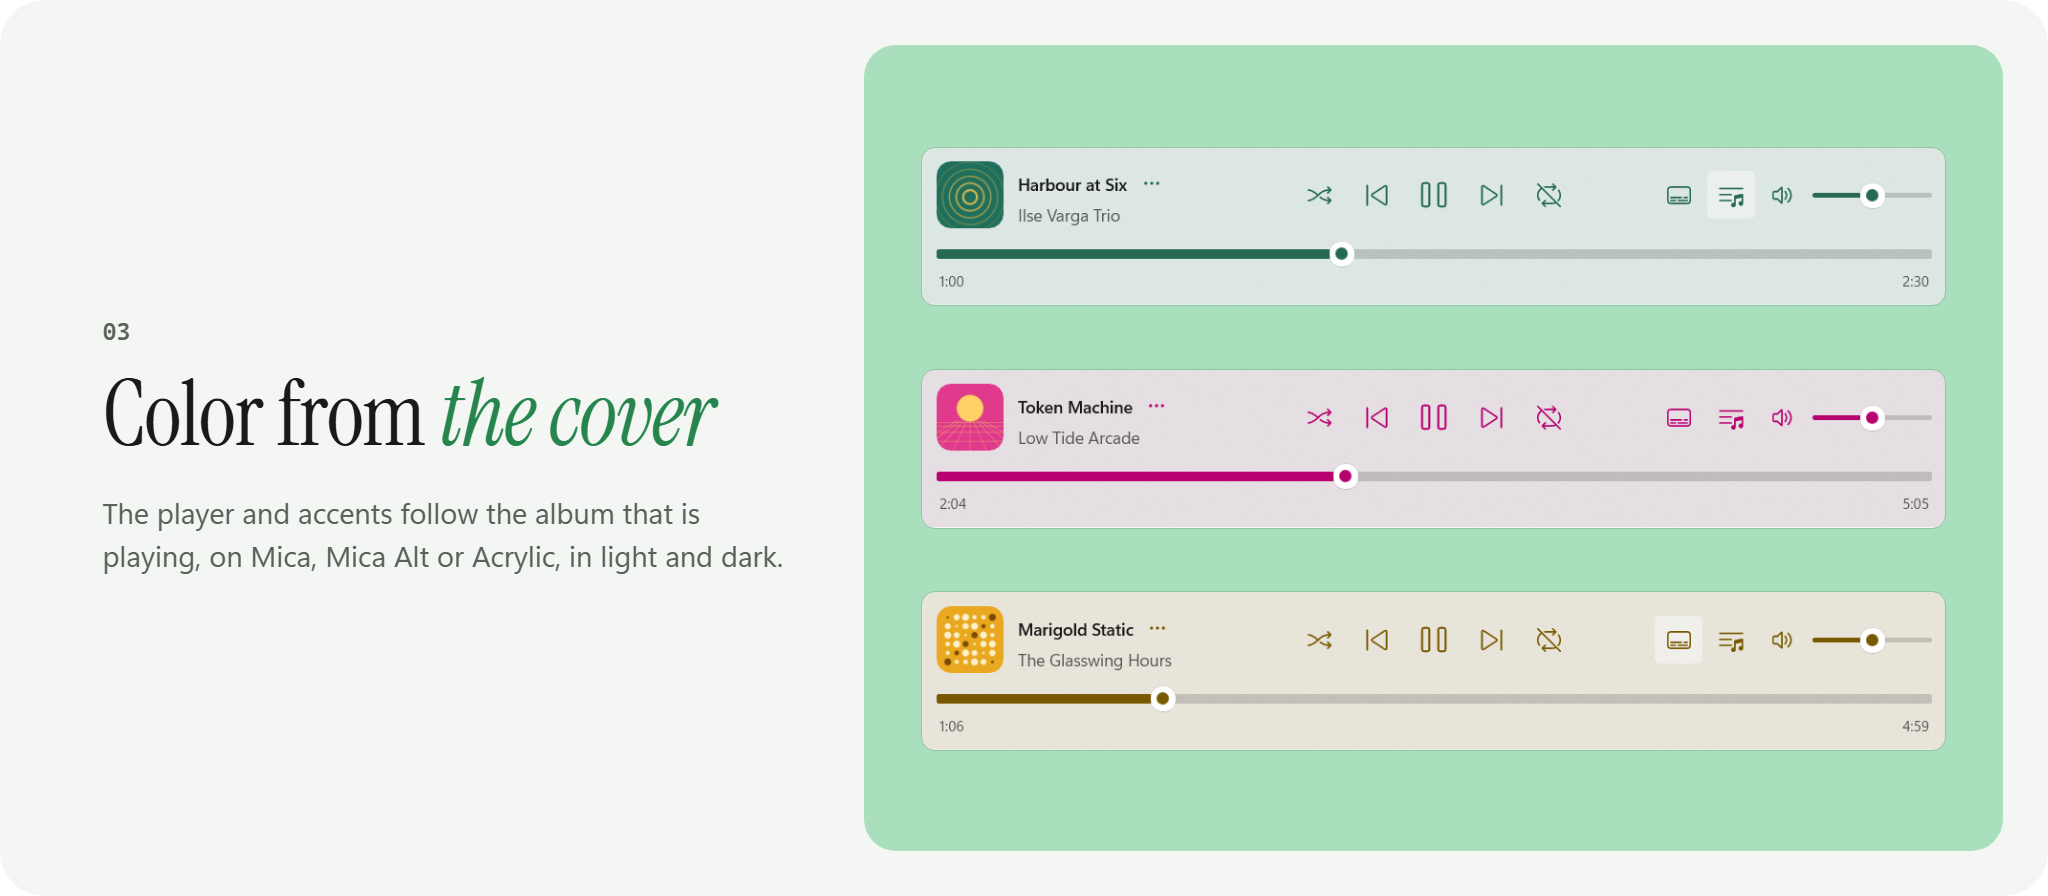 03
Color from the cover
The player and accents follow the album that is
playing, on Mica, Mica Alt or Acrylic, in light and dark.
Harbour at Six
Ilse Varga Trio
1:00
2:30
Token Machine
Low Tide Arcade
2:04
5:05
Marigold Static
The Glasswing Hours
1:06
4:59